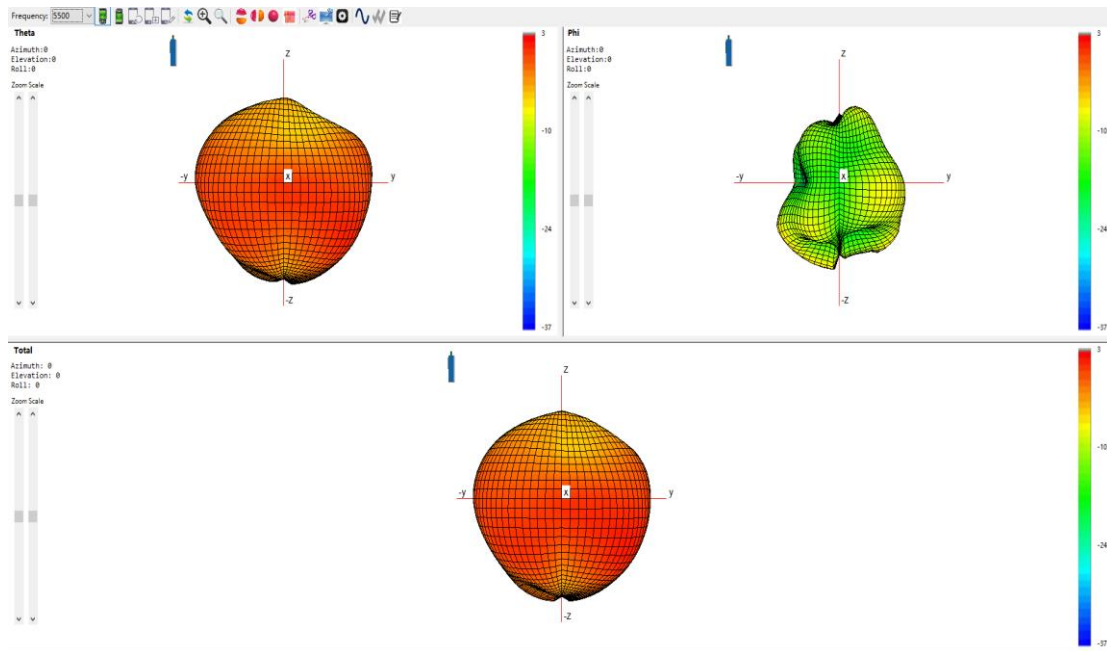 Frequency: 5500
Theta
Azimuth:0
Elevation:0
Roll:0
Zoom Scale
Z
-y
X
y
-Z
3
-10
-24
-37
Phi
Azimuth:0
Elevation:0
Roll:0
Zoom Scale
Z
-y
X
y
-Z
3
-10
-24
-37
Total
Azimuth: 0
Elevation: 0
Roll: 0
Zoom Scale
Z
-y
X
y
-Z
3
-10
-24
-37